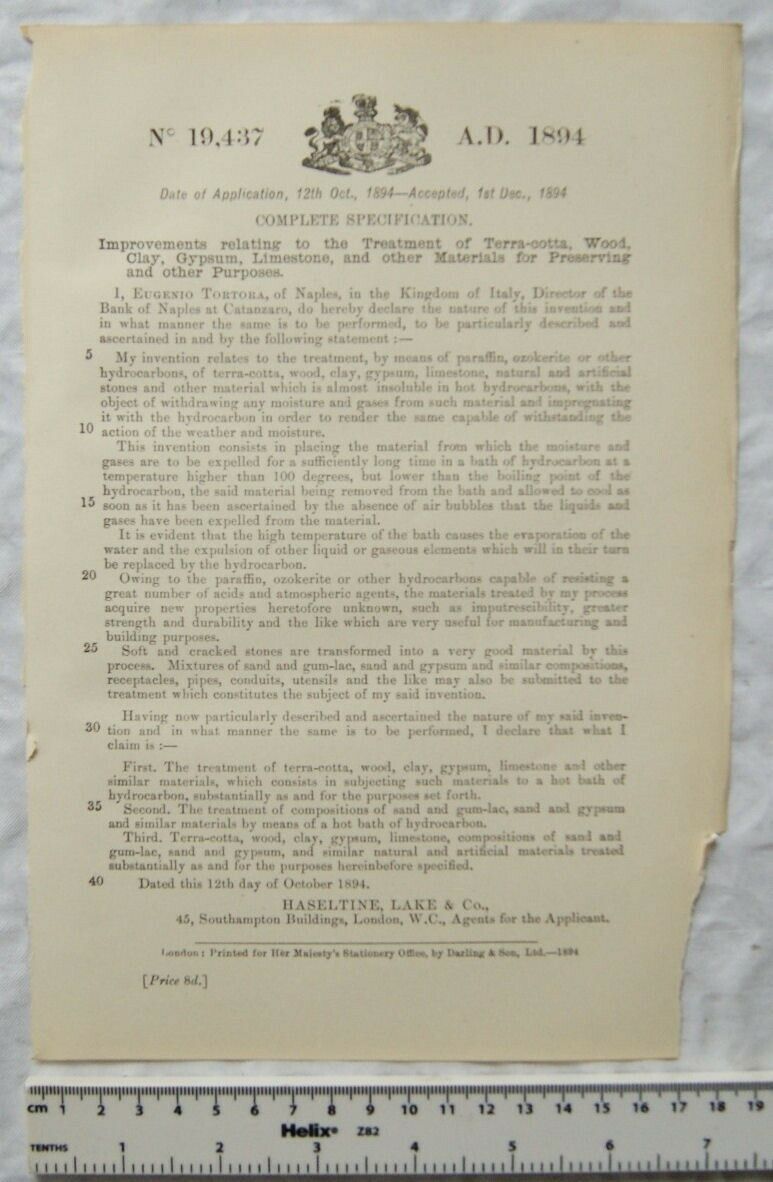 Nº 19,437 A.D. 1894
Date of Application, 12th Oct., 1894—Accepted, 1st Dec., 1894
COMPLETE SPECIFICATION.
Improvements relating to the Treatment of Terra-cotta, Wood,
Clay, Gypsum, Limestone, and other Materials for Preserving
and other Purposes.
I, EUGENIO TORTORA, of Naples, in the Kingdom of Italy, Director of the
Bank of Naples at Catanzaro, do hereby declare the nature of this invention and
in what manner the same is to be performed, to be particularly described and
ascertained in and by the following statement :—
5 My invention relates to the treatment, by means of paraffin, ozokerite or other
hydrocarbons, of terra-cotta, wood, clay, gypsum, limestone, natural and artificial
stones and other material which is almost insoluble in hot hydrocarbons, with the
object of withdrawing any moisture and gases from such material and impregnating
it with the hydrocarbon in order to render the same capable of withstanding the
10 action of the weather and moisture.
This invention consists in placing the material from which the moisture and
gases are to be expelled for a sufficiently long time in a bath of hydrocarbon at a
temperature higher than 100 degrees, but lower than the boiling point of the
hydrocarbon, the said material being removed from the bath and allowed to cool as
15 soon as it has been ascertained by the absence of air bubbles that the liquids and
gases have been expelled from the material.
It is evident that the high temperature of the bath causes the evaporation of the
water and the expulsion of other liquid or gaseous elements which will in their turn
be replaced by the hydrocarbon.
20 Owing to the paraffin, ozokerite or other hydrocarbons capable of resisting a
great number of acids and atmospheric agents, the materials treated by my process
acquire new properties heretofore unknown, such as imputrescibility, greater
strength and durability and the like which are very useful for manufacturing and
building purposes.
25 Soft and cracked stones are transformed into a very good material by this
process. Mixtures of sand and gum-lac, sand and gypsum and similar compositions,
receptacles, pipes, conduits, utensils and the like may also be submitted to the
treatment which constitutes the subject of my said invention.
Having now particularly described and ascertained the nature of my said inven-
30 tion and in what manner the same is to be performed, I declare that what I
claim is :—
First. The treatment of terra-cotta, wood, clay, gypsum, limestone and other
similar materials, which consists in subjecting such materials to a hot bath of
hydrocarbon, substantially as and for the purposes set forth.
35 Second. The treatment of compositions of sand and gum-lac, sand and gypsum
and similar materials by means of a hot bath of hydrocarbon.
Third. Terra-cotta, wood, clay, gypsum, limestone, compositions of sand and
gum-lac, sand and gypsum, and similar natural and artificial materials treated
substantially as and for the purposes hereinbefore specified.
40 Dated this 12th day of October 1894.
HASELTINE, LAKE & Co.,
45, Southampton Buildings, London, W.C., Agents for the Applicant.
London: Printed for Her Majesty's Stationery Office, by Darling & Son, Ltd.—1894
[Price 8d.]
cm 1 2 3 4 5 6 7 8 9 10 11 12 13 14 15 16 17 18 19
Helix® Z82
TENTHS 1 2 3 4 5 6 7